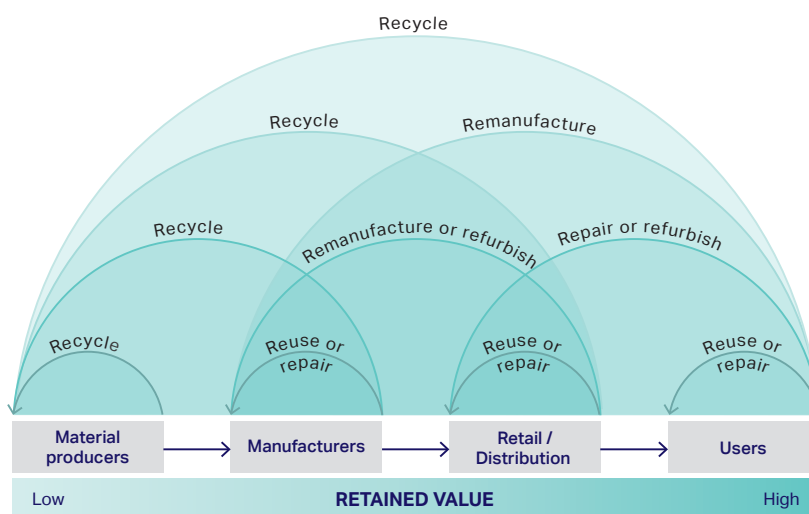 Recycle
Recycle
Remanufacture
Recycle
Remanufacture or refurbish
Repair or refurbish
Recycle
Reuse or
repair
Reuse or
repair
Reuse or
repair
Material
producers
Manufacturers
Retail /
Distribution
Users
Low
RETAINED VALUE
High